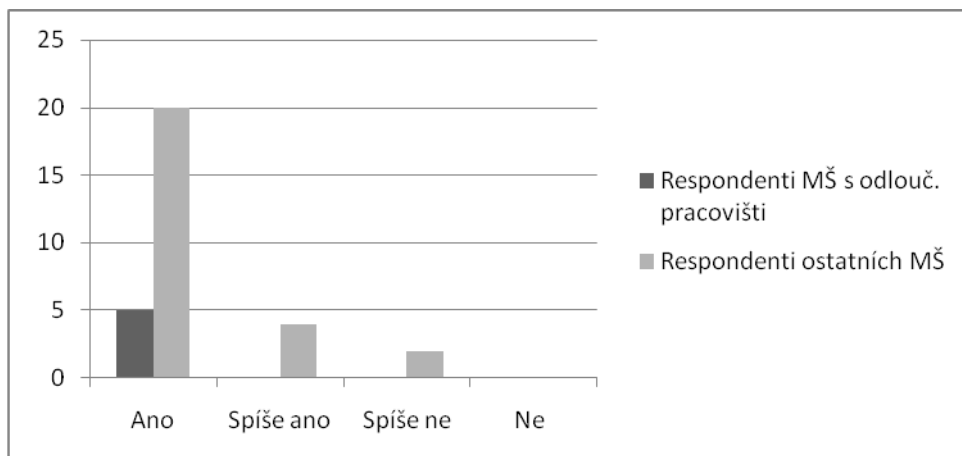 25
20
15
10
5
0
Ano
Spíše ano
Spíše ne
Ne
Respondenti MŠ s odlouč.
pracovišti
Respondenti ostatních MŠ